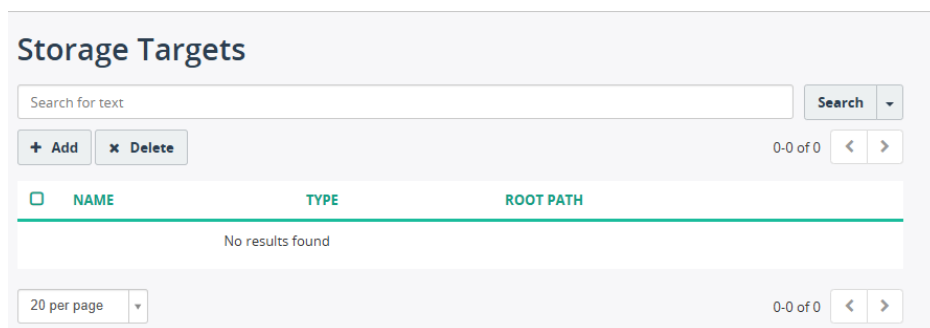 Storage Targets
Search for text
Search
+ Add
× Delete
0-0 of 0
NAME TYPE ROOT PATH
No results found
20 per page
0-0 of 0